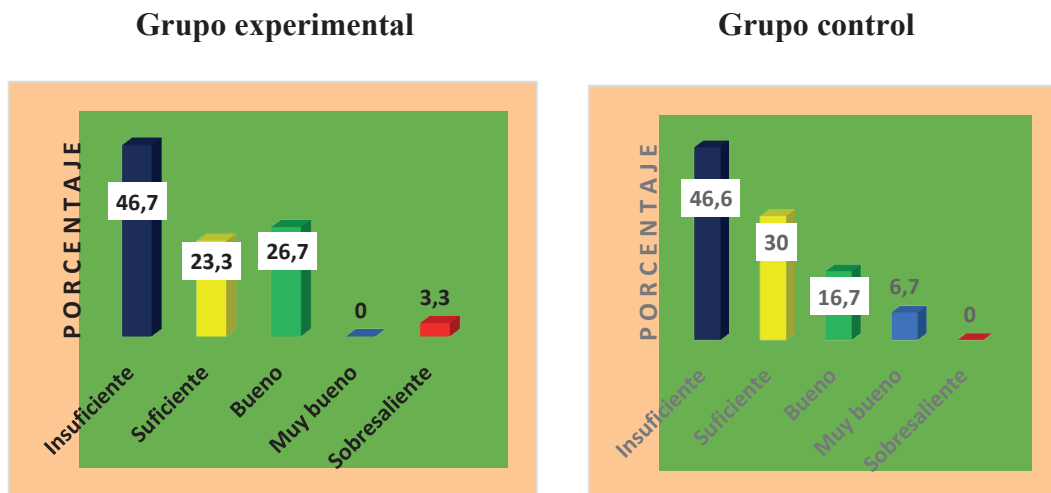 Grupo experimental
PORCENTAJE
46,7
23,3
26,7
0
3,3
Insuficiente
Suficiente
Bueno
Muy bueno
Sobresaliente
Grupo control
PORCENTAJE
46,6
30
16,7
6,7
0
Insuficiente
Suficiente
Bueno
Muy bueno
Sobresaliente